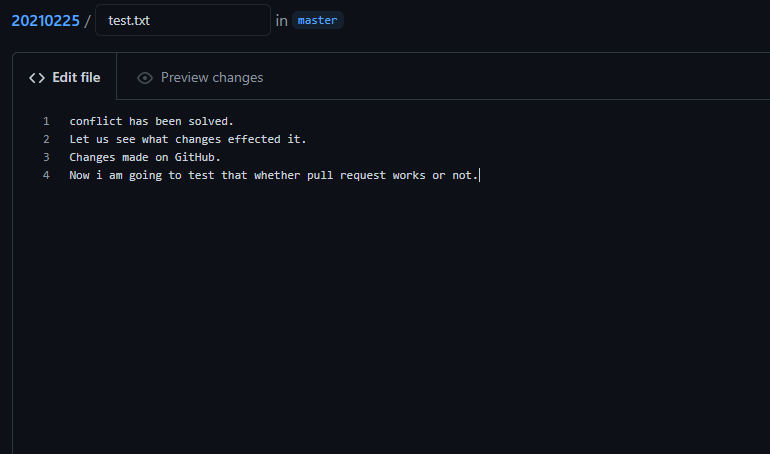 20210225 / test.txt in master
Edit file Preview changes
1 conflict has been solved.
2 Let us see what changes effected it.
3 Changes made on GitHub.
4 Now i am going to test that whether pull request works or not.